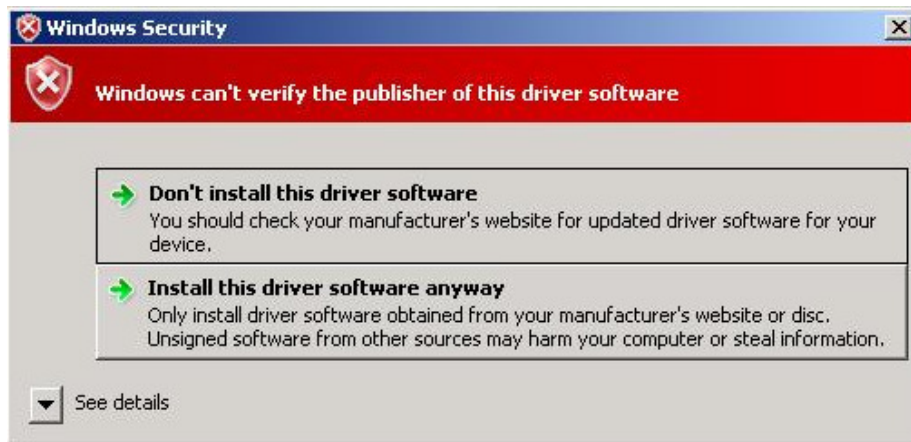 Windows Security
Windows can't verify the publisher of this driver software
Don't install this driver software
You should check your manufacturer's website for updated driver software for your
device.
Install this driver software anyway
Only install driver software obtained from your manufacturer's website or disc.
Unsigned software from other sources may harm your computer or steal information.
See details